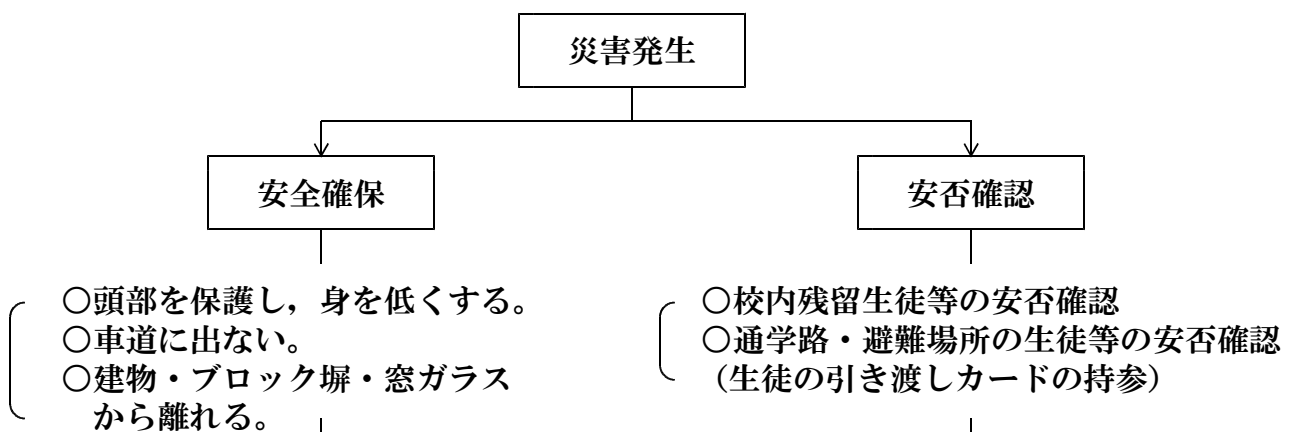 災害発生
安全確保
安否確認
○頭部を保護し，身を低くする。
○車道に出ない。
○建物・ブロック塀・窓ガラス
から離れる。
○校内残留生徒等の安否確認
○通学路・避難場所の生徒等の安否確認
（生徒の引き渡しカードの持参）